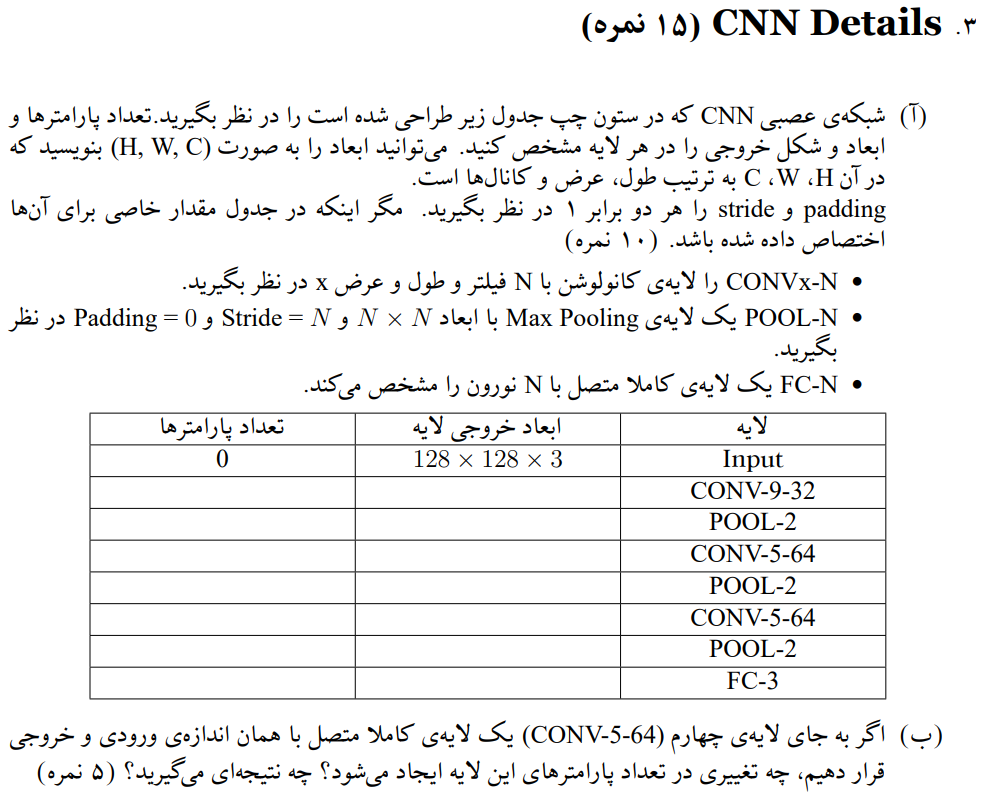 ۳. CNN Details (۱۵ نمره)
(آ) شبکه‌ی عصبی CNN که در ستون چپ جدول زیر طراحی شده است را در نظر بگیرید.تعداد پارامترها و
ابعاد و شکل خروجی را در هر لایه مشخص کنید. می‌توانید ابعاد را به صورت (H, W, C) بنویسید که
در آن C ،W ،H به ترتیب طول، عرض و کانال‌ها است.
padding و stride را هر دو برابر ۱ در نظر بگیرید. مگر اینکه در جدول مقدار خاصی برای آن‌ها
اختصاص داده شده باشد. (۱۰ نمره)
• CONVx-N را لایه‌ی کانولوشن با N فیلتر و طول و عرض x در نظر بگیرید.
• POOL-N یک لایه‌ی Max Pooling با ابعاد N × N و Stride = N و Padding = 0 در نظر
بگیرید.
• FC-N یک لایه‌ی کاملا متصل با N نورون را مشخص می‌کند.
لایه ابعاد خروجی لایه تعداد پارامترها
Input 128 × 128 × 3 0
CONV-9-32
POOL-2
CONV-5-64
POOL-2
CONV-5-64
POOL-2
FC-3
(ب) اگر به جای لایه‌ی چهارم (CONV-5-64) یک لایه‌ی کاملا متصل با همان اندازه‌ی ورودی و خروجی
قرار دهیم، چه تغییری در تعداد پارامترهای این لایه ایجاد می‌شود؟ چه نتیجه‌ای می‌گیرید؟ (۵ نمره)